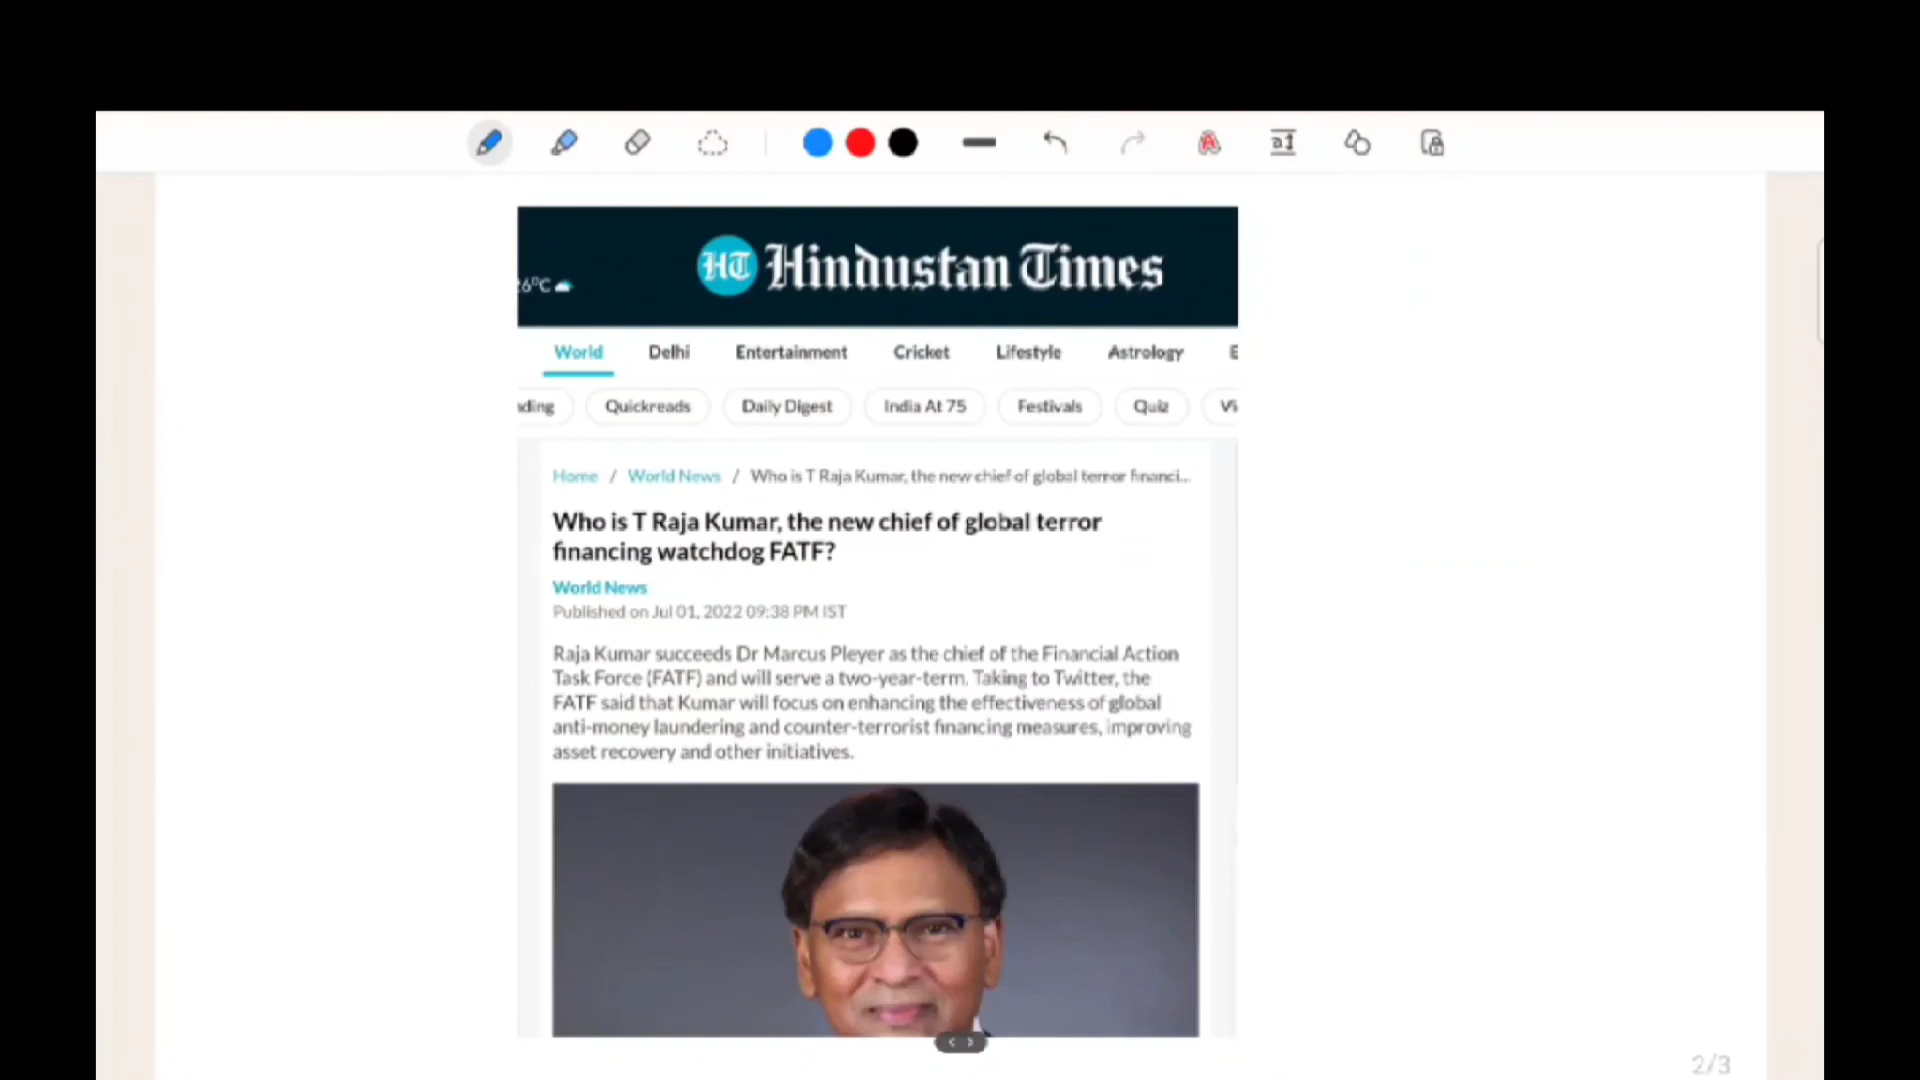 HT Hindustan Times
26°C
World Delhi Entertainment Cricket Lifestyle Astrology E
nding Quickreads Daily Digest India At 75 Festivals Quiz Vi
Home / World News / Who is T Raja Kumar, the new chief of global terror financi...
Who is T Raja Kumar, the new chief of global terror
financing watchdog FATF?
World News
Published on Jul 01, 2022 09:38 PM IST
Raja Kumar succeeds Dr Marcus Pleyer as the chief of the Financial Action
Task Force (FATF) and will serve a two-year-term. Taking to Twitter, the
FATF said that Kumar will focus on enhancing the effectiveness of global
anti-money laundering and counter-terrorist financing measures, improving
asset recovery and other initiatives.
2/3